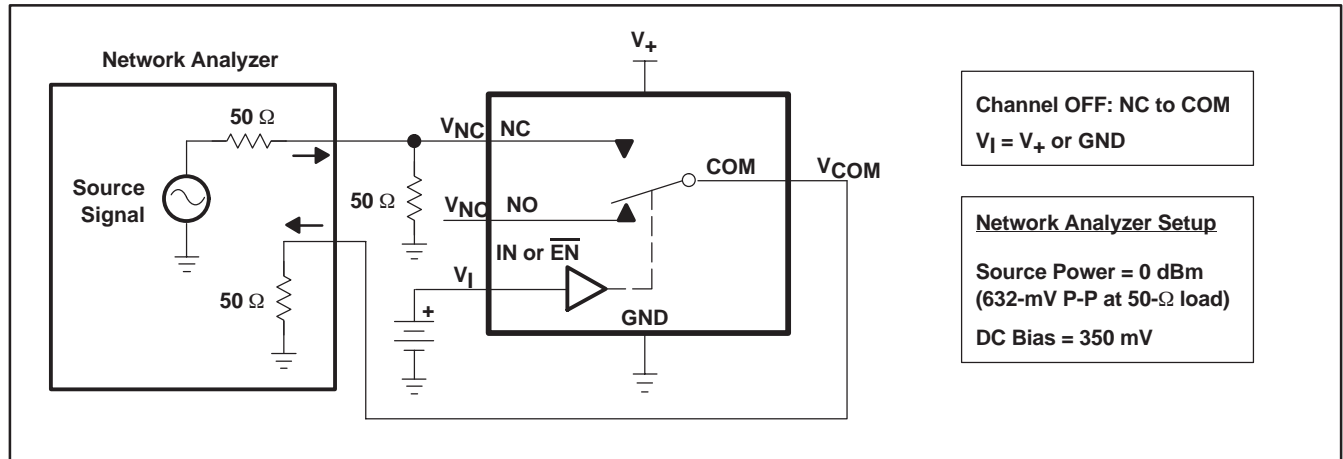 Network Analyzer
50 Ω
Source
Signal
50 Ω
50 Ω
V+
VNC NC
VNO NO
COM
VCOM
IN or E̅N̅
VI
+
GND
Channel OFF: NC to COM
VI = V+ or GND
Network Analyzer Setup
Source Power = 0 dBm
(632-mV P-P at 50-Ω load)
DC Bias = 350 mV